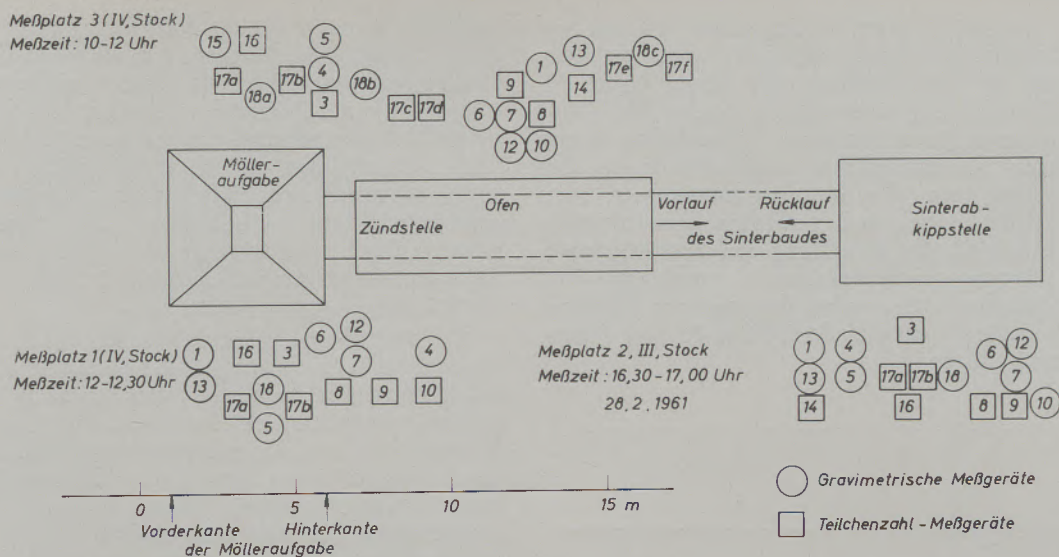 Meßplatz 3 (IV, Stock)
Meßzeit: 10-12 Uhr
15 16 5
17a 18a 17b 4 3 18b 17c 17d
13 18c
1 17e 17f
9 14
6 7 8
12 10
Möller-
aufgabe
Ofen
Zündstelle
Vorlauf Rücklauf
des Sinterbaudes
Sinterab-
kippstelle
Meßplatz 1 (IV, Stock)
Meßzeit: 12-12,30 Uhr
1 16 3 6 12 7 4
13 17a 18 17b 8 9 10
5
Meßplatz 2, III, Stock
Meßzeit: 16,30-17,00 Uhr
28.2.1961
3
1 4 6 12
13 5 17a 17b 18 7
14 16 8 9 10
0 5 10 15 m
Vorderkante Hinterkante
der Mölleraufgabe
Gravimetrische Meßgeräte
Teilchenzahl-Meßgeräte